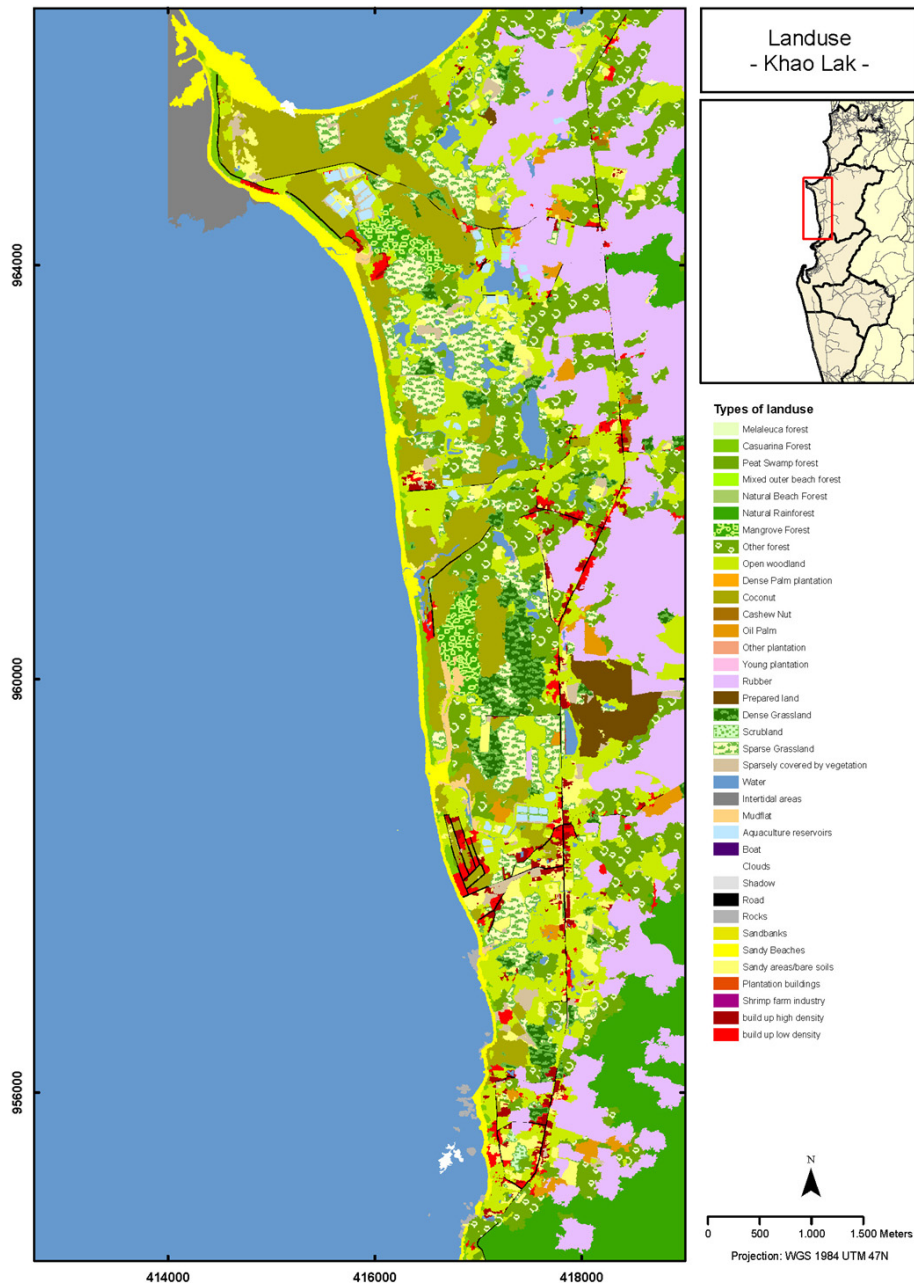 Landuse
- Khao Lak -
964000
960000
956000
414000
416000
418000
Types of landuse
Melaleuca forest
Casuarina Forest
Peat Swamp forest
Mixed outer beach forest
Natural Beach Forest
Natural Rainforest
Mangrove Forest
Other forest
Open woodland
Dense Palm plantation
Coconut
Cashew Nut
Oil Palm
Other plantation
Young plantation
Rubber
Prepared land
Dense Grassland
Scrubland
Sparse Grassland
Sparsely covered by vegetation
Water
Intertidal areas
Mudflat
Aquaculture reservoirs
Boat
Clouds
Shadow
Road
Rocks
Sandbanks
Sandy Beaches
Sandy areas/bare soils
Plantation buildings
Shrimp farm industry
build up high density
build up low density
N
0 500 1.000 1.500 Meters
Projection: WGS 1984 UTM 47N